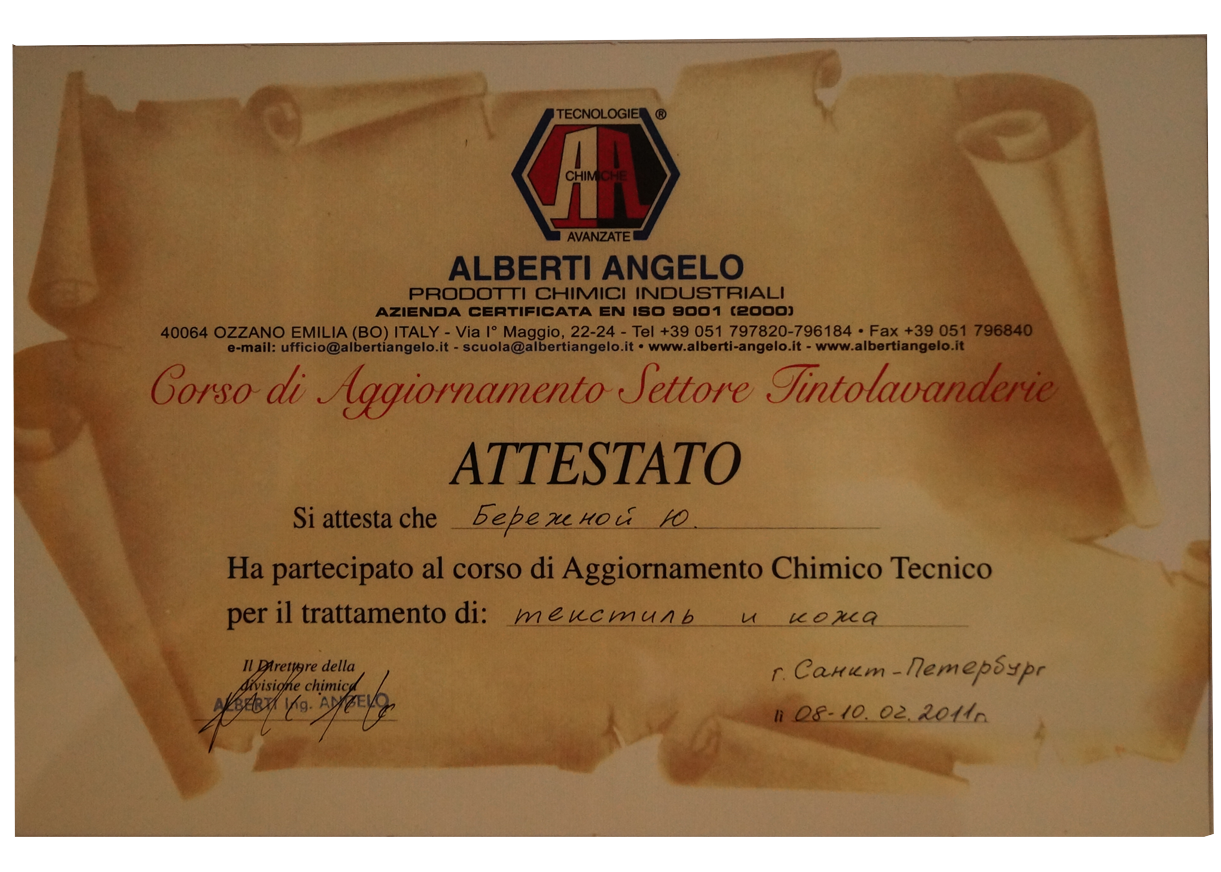 TECNOLOGIE ®
AA
CHIMICHE
AVANZATE
ALBERTI ANGELO
PRODOTTI CHIMICI INDUSTRIALI
AZIENDA CERTIFICATA EN ISO 9001 (2000)
40064 OZZANO EMILIA (BO) ITALY - Via I° Maggio, 22-24 - Tel +39 051 797820-796184 • Fax +39 051 796840
e-mail: ufficio@albertiangelo.it - scuola@albertiangelo.it • www.alberti-angelo.it - www.albertiangelo.it
Corso di Aggiornamento Settore Tintolavanderie
ATTESTATO
Si attesta che Бережной Ю.
Ha partecipato al corso di Aggiornamento Chimico Tecnico
per il trattamento di: текстиль и кожа
Il Direttore della
divisione chimica
ALBERTI Ing. ANGELO
г. Санкт-Петербург
li 08-10.02.2011г.